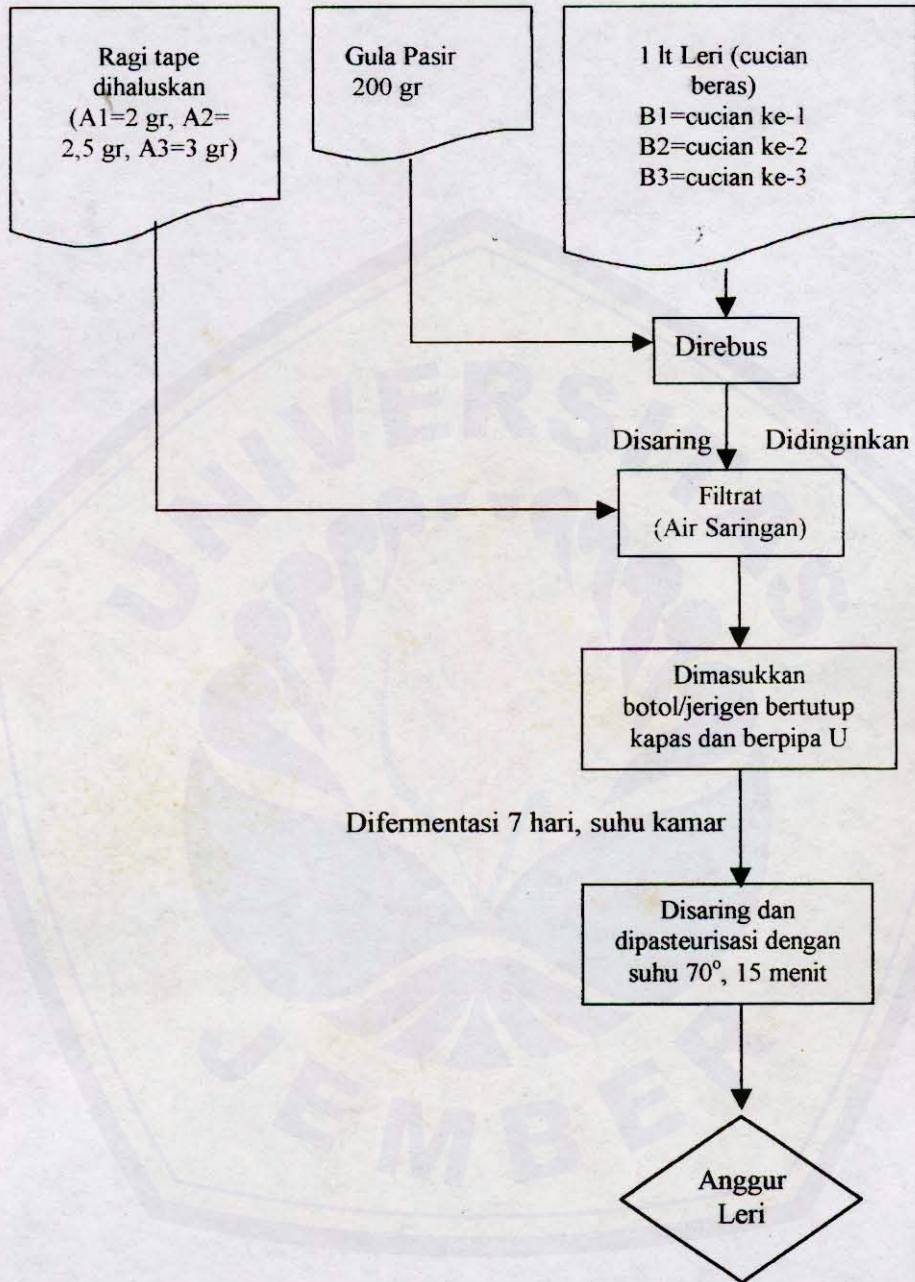 Ragi tape
dihaluskan
(A1=2 gr, A2=
2,5 gr, A3=3 gr)
Gula Pasir
200 gr
1 lt Leri (cucian
beras)
B1=cucian ke-1
B2=cucian ke-2
B3=cucian ke-3
Direbus
Disaring
Didinginkan
Filtrat
(Air Saringan)
Dimasukkan
botol/jerigen bertutup
kapas dan berpipa U
Difermentasi 7 hari, suhu kamar
Disaring dan
dipasteurisasi dengan
suhu 70°, 15 menit
Anggur
Leri
UNIVERSITAS
JEMBER